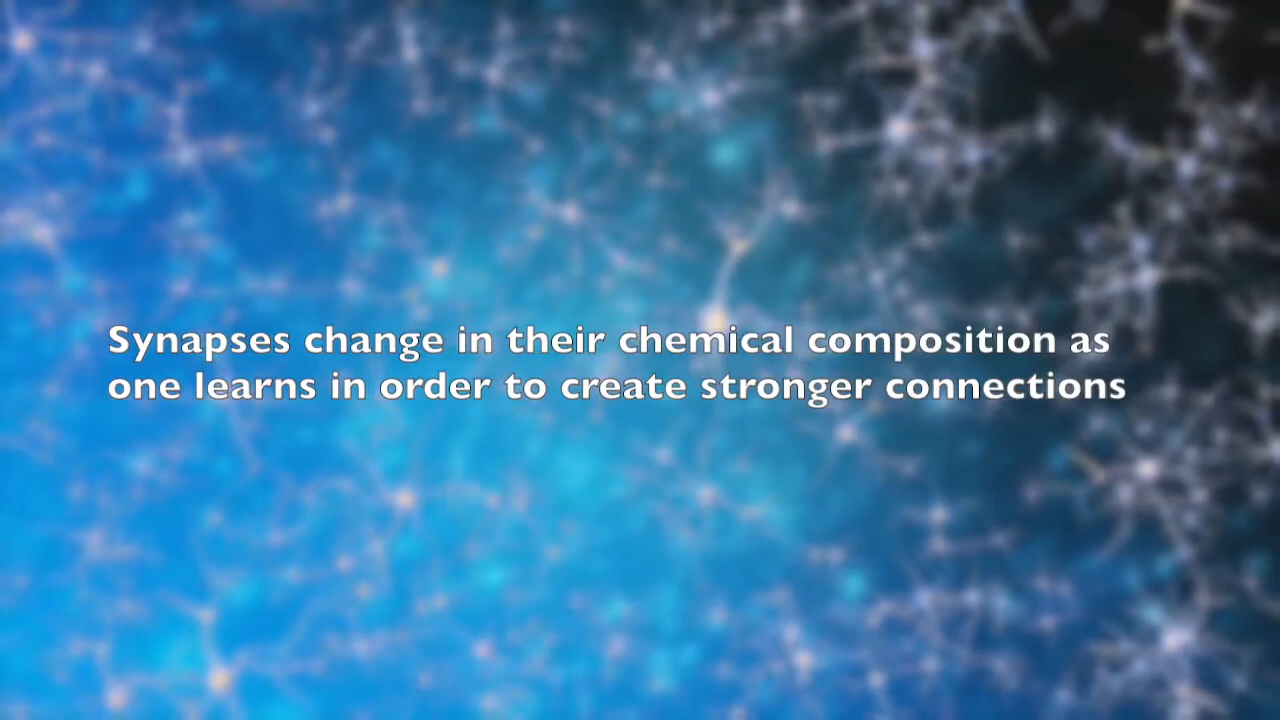 Synapses change in their chemical composition as
one learns in order to create stronger connections